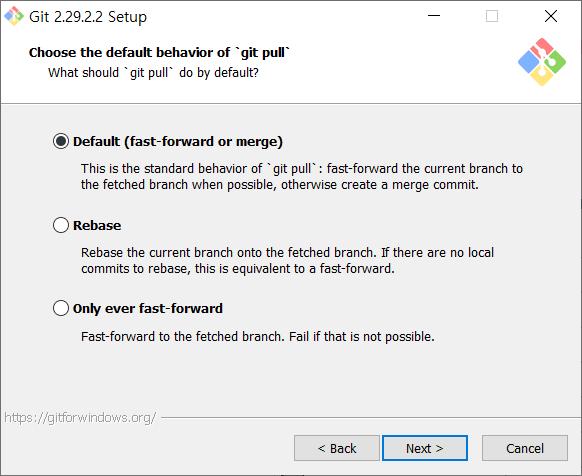 Git 2.29.2.2 Setup
Choose the default behavior of `git pull`
What should `git pull` do by default?
Default (fast-forward or merge)
This is the standard behavior of `git pull`: fast-forward the current branch to
the fetched branch when possible, otherwise create a merge commit.
Rebase
Rebase the current branch onto the fetched branch. If there are no local
commits to rebase, this is equivalent to a fast-forward.
Only ever fast-forward
Fast-forward to the fetched branch. Fail if that is not possible.
https://gitforwindows.org/
< Back
Next >
Cancel